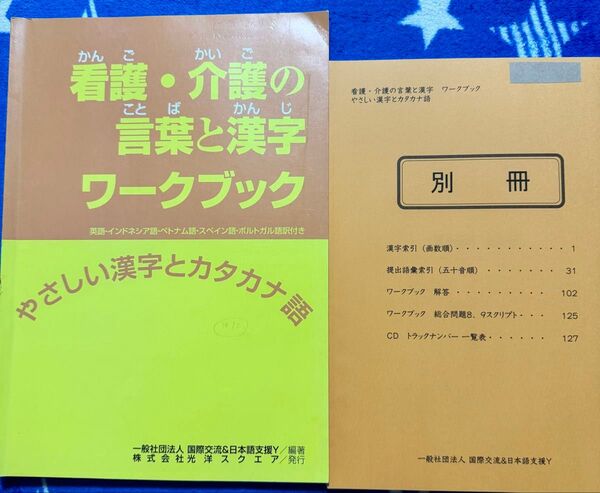 かんご かいご
看護・介護の
ことば かんじ
言葉と漢字
ワークブック
英語・インドネシア語・ベトナム語・スペイン語・ポルトガル語訳付き
やさしい漢字とカタカナ語
一般社団法人 国際交流&日本語支援Y/編著
株式会社光洋スクエア/発行
看護・介護の言葉と漢字 ワークブック
やさしい漢字とカタカナ語
別冊
漢字索引(画数順)・・・・・・・・・・・ 1
提出語彙索引(五十音順)・・・・・・・・ 31
ワークブック 解答・・・・・・・・・・ 102
ワークブック 総合問題8、9スクリプト・・・ 125
CD トラックナンバー 一覧表・・・・・・・ 127
一般社団法人 国際交流&日本語支援Y